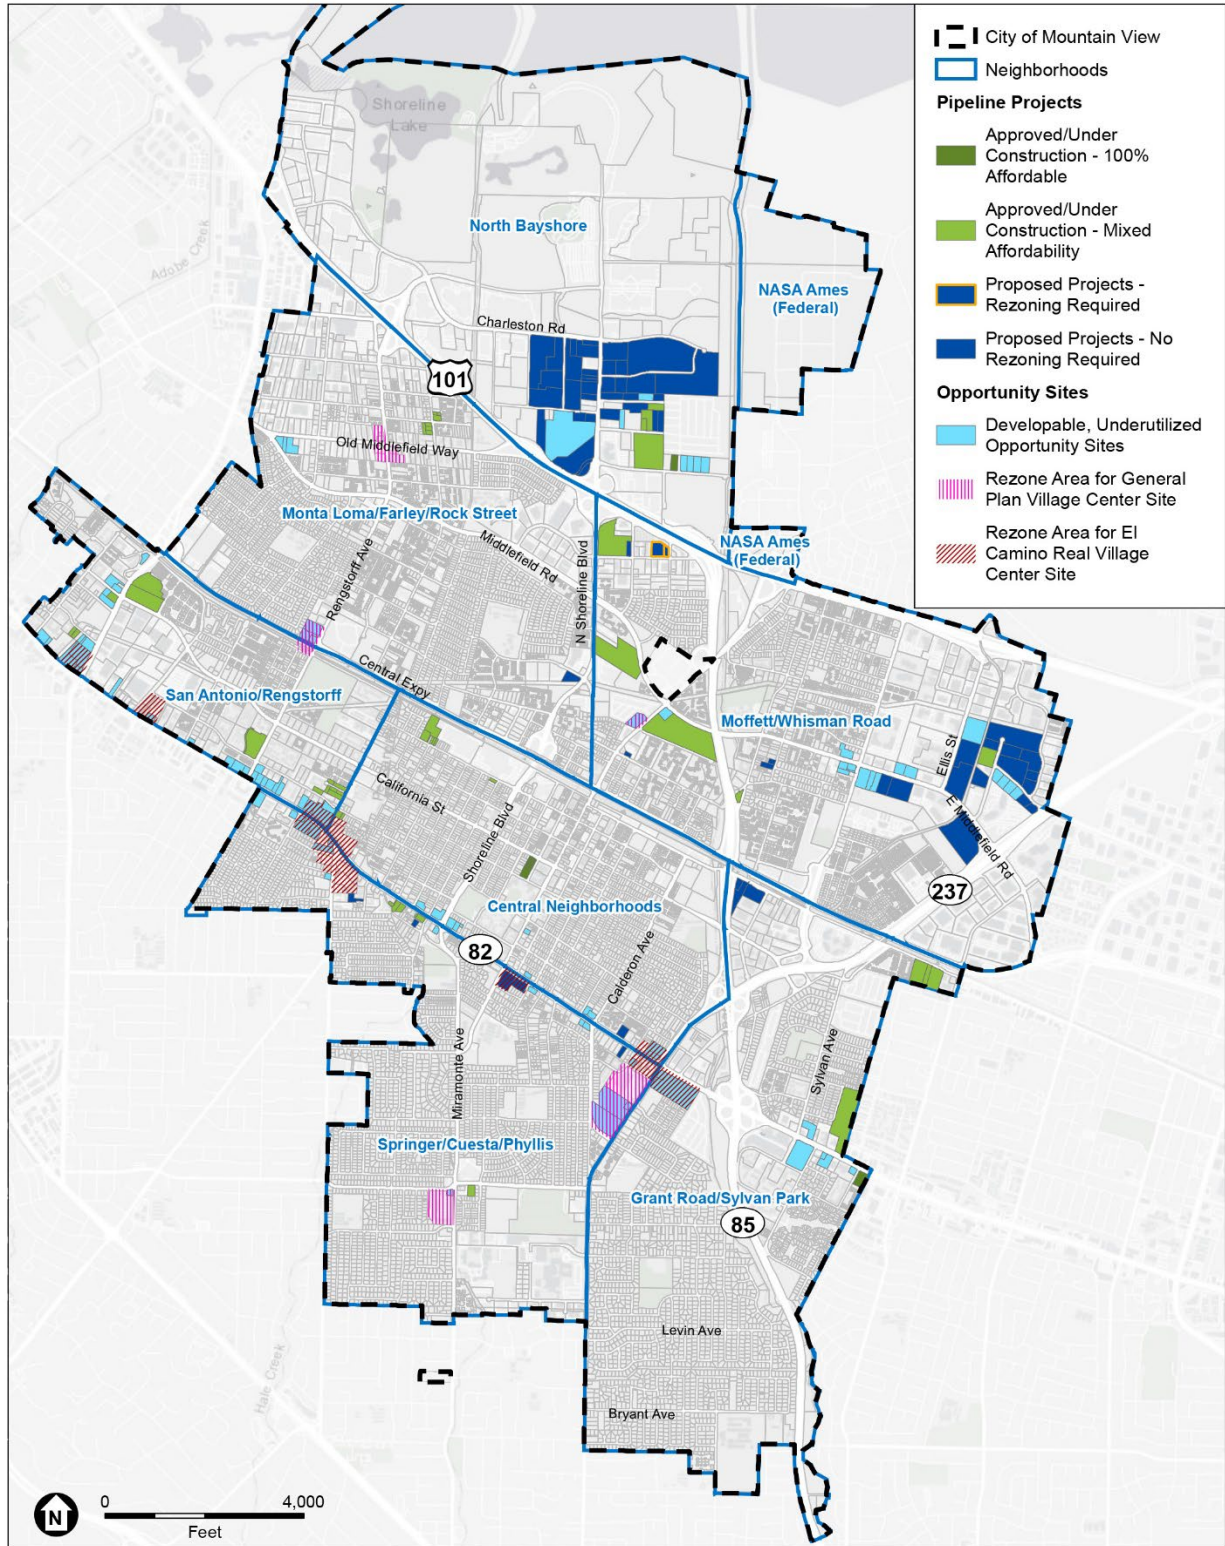 City of Mountain View
Neighborhoods
Pipeline Projects
Approved/Under
Construction - 100%
Affordable
Approved/Under
Construction - Mixed
Affordability
Proposed Projects -
Rezoning Required
Proposed Projects - No
Rezoning Required
Opportunity Sites
Developable, Underutilized
Opportunity Sites
Rezone Area for General
Plan Village Center Site
Rezone Area for El
Camino Real Village
Center Site
Shoreline
Lake
North Bayshore
Adobe Creek
NASA Ames
(Federal)
Charleston Rd
101
Old Middlefield Way
Monta Loma/Farley/Rock Street
Middlefield Rd
NASA Ames
(Federal)
Rengstorff Ave
N Shoreline Blvd
Central Expy
San Antonio/Rengstorff
Moffett/Whisman Road
Ellis St
California St
Shoreline Blvd
E Middlefield Rd
237
Central Neighborhoods
82
Calderon Ave
Miramonte Ave
Sylvan Ave
Springer/Cuesta/Phyllis
Grant Road/Sylvan Park
85
Levin Ave
Hale Creek
Bryant Ave
N
0 4,000
Feet